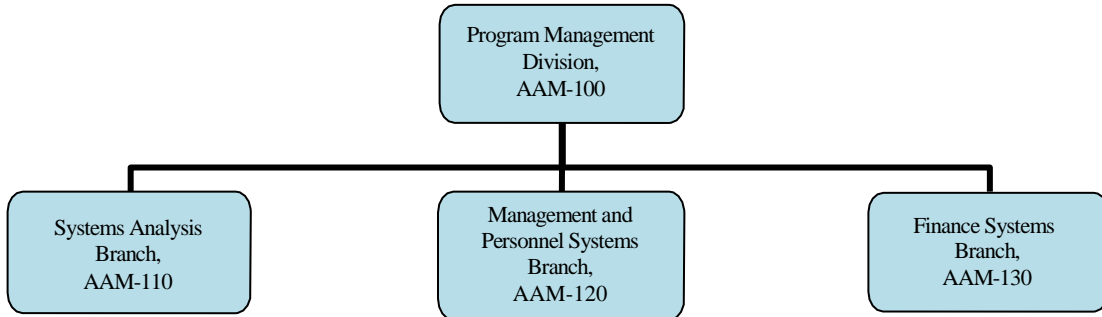 Program Management
Division,
AAM-100
Systems Analysis
Branch,
AAM-110
Management and
Personnel Systems
Branch,
AAM-120
Finance Systems
Branch,
AAM-130